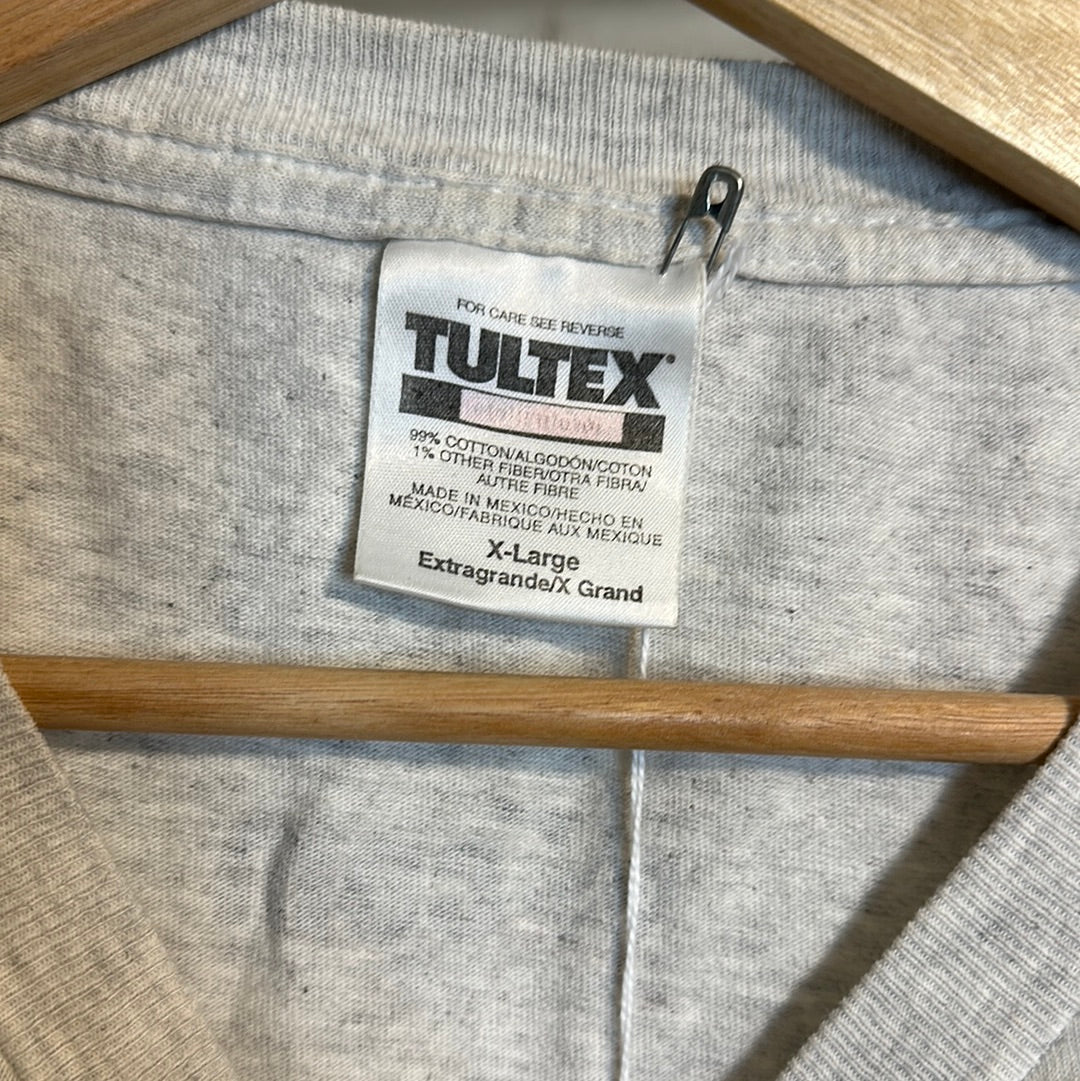 FOR CARE SEE REVERSE
TULTEX®
99% COTTON/ALGODÓN/COTON
1% OTHER FIBER/OTRA FIBRA/
AUTRE FIBRE
MADE IN MEXICO/HECHO EN
MÉXICO/FABRIQUE AUX MEXIQUE
X-Large
Extragrande/X Grand